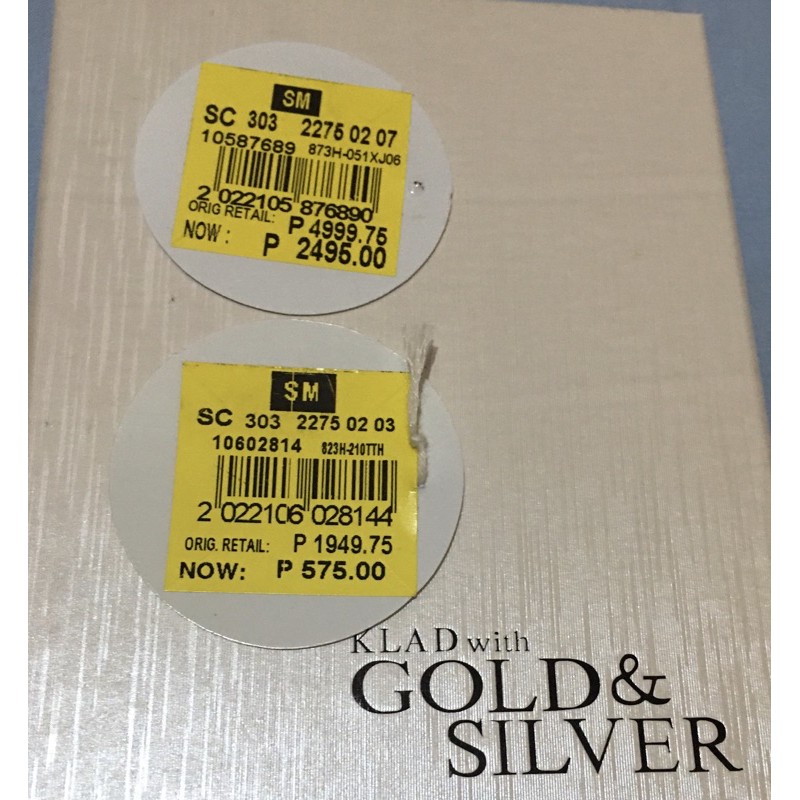 SM
SC 303 2275 02 07
10587689 873H-051XJ06
2 022105 876890
ORIG RETAIL: P 4999.75
NOW : P 2495.00
SM
SC 303 2275 02 03
10602814 823H-210TTH
2 022106 028144
ORIG. RETAIL: P 1949.75
NOW: P 575.00
KLAD with
GOLD &
SILVER